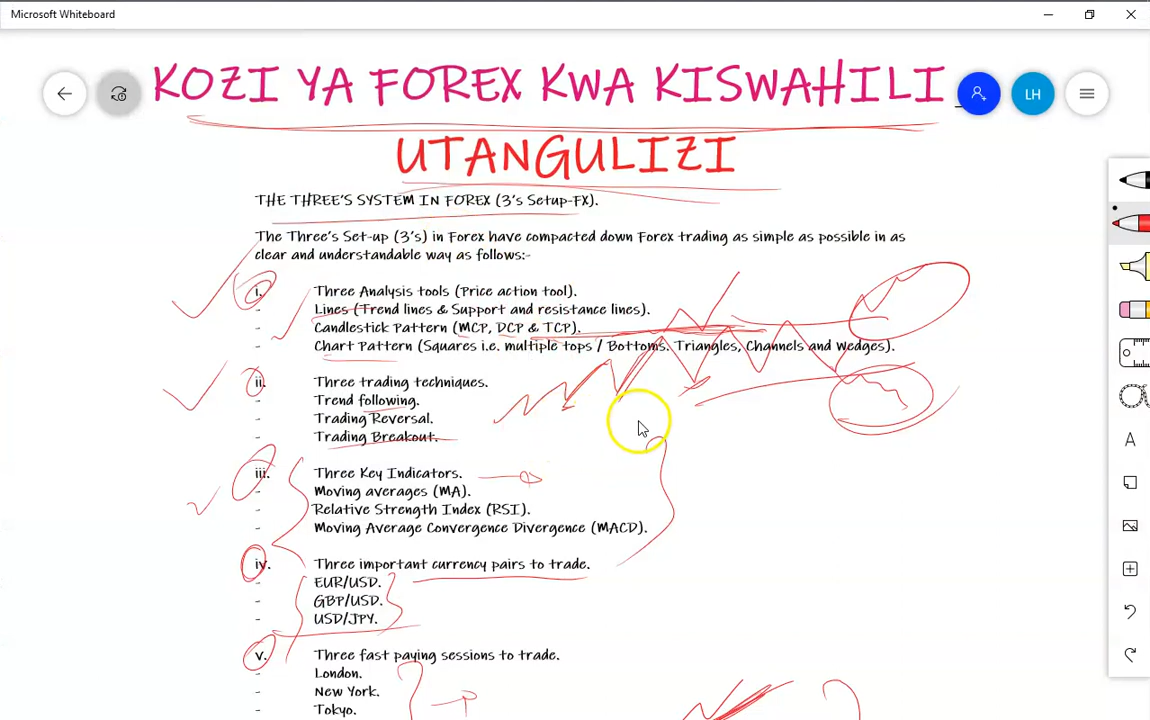 Microsoft Whiteboard
KOZI YA FOREX KWA KISWAHILI
LH
UTANGULIZI
THE THREE'S SYSTEM IN FOREX (3's Setup-FX).
The Three's Set-up (3's) in Forex have compacted down Forex trading as simple as possible in as
clear and understandable way as follows:-
i. Three Analysis tools (Price action tool).
- Lines (Trend lines & Support and resistance lines).
- Candlestick Pattern (MCP, DCP & TCP).
- Chart Pattern (Squares i.e. multiple tops / Bottoms. Triangles, Channels and Wedges).
ii. Three trading techniques.
- Trend following.
- Trading Reversal.
- Trading Breakout.
iii. Three Key Indicators.
- Moving averages (MA).
- Relative Strength Index (RSI).
- Moving Average Convergence Divergence (MACD).
iv. Three important currency pairs to trade.
- EUR/USD.
- GBP/USD.
- USD/JPY.
v. Three fast paying sessions to trade.
- London.
- New York.
- Tokyo.